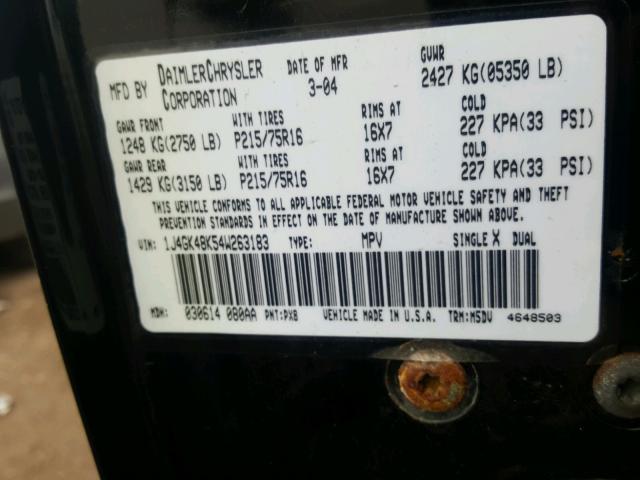 MFD BY DAIMLERCHRYSLER CORPORATION DATE OF MFR 3-04 GVWR 2427 KG(05350 LB)
GAWR FRONT WITH TIRES RIMS AT COLD
1248 KG(2750 LB) P215/75R16 16X7 227 KPA(33 PSI)
GAWR REAR WITH TIRES RIMS AT COLD
1429 KG(3150 LB) P215/75R16 16X7 227 KPA(33 PSI)
THIS VEHICLE CONFORMS TO ALL APPLICABLE FEDERAL MOTOR VEHICLE SAFETY AND THEFT
PREVENTION STANDARDS IN EFFECT ON THE DATE OF MANUFACTURE SHOWN ABOVE.
VIN: 1J4GK48K54W263183 TYPE: MPV SINGLE X DUAL
MDH: 030614 080AA PNT:PX8 VEHICLE MADE IN U.S.A. TRM:MSDV 4648503